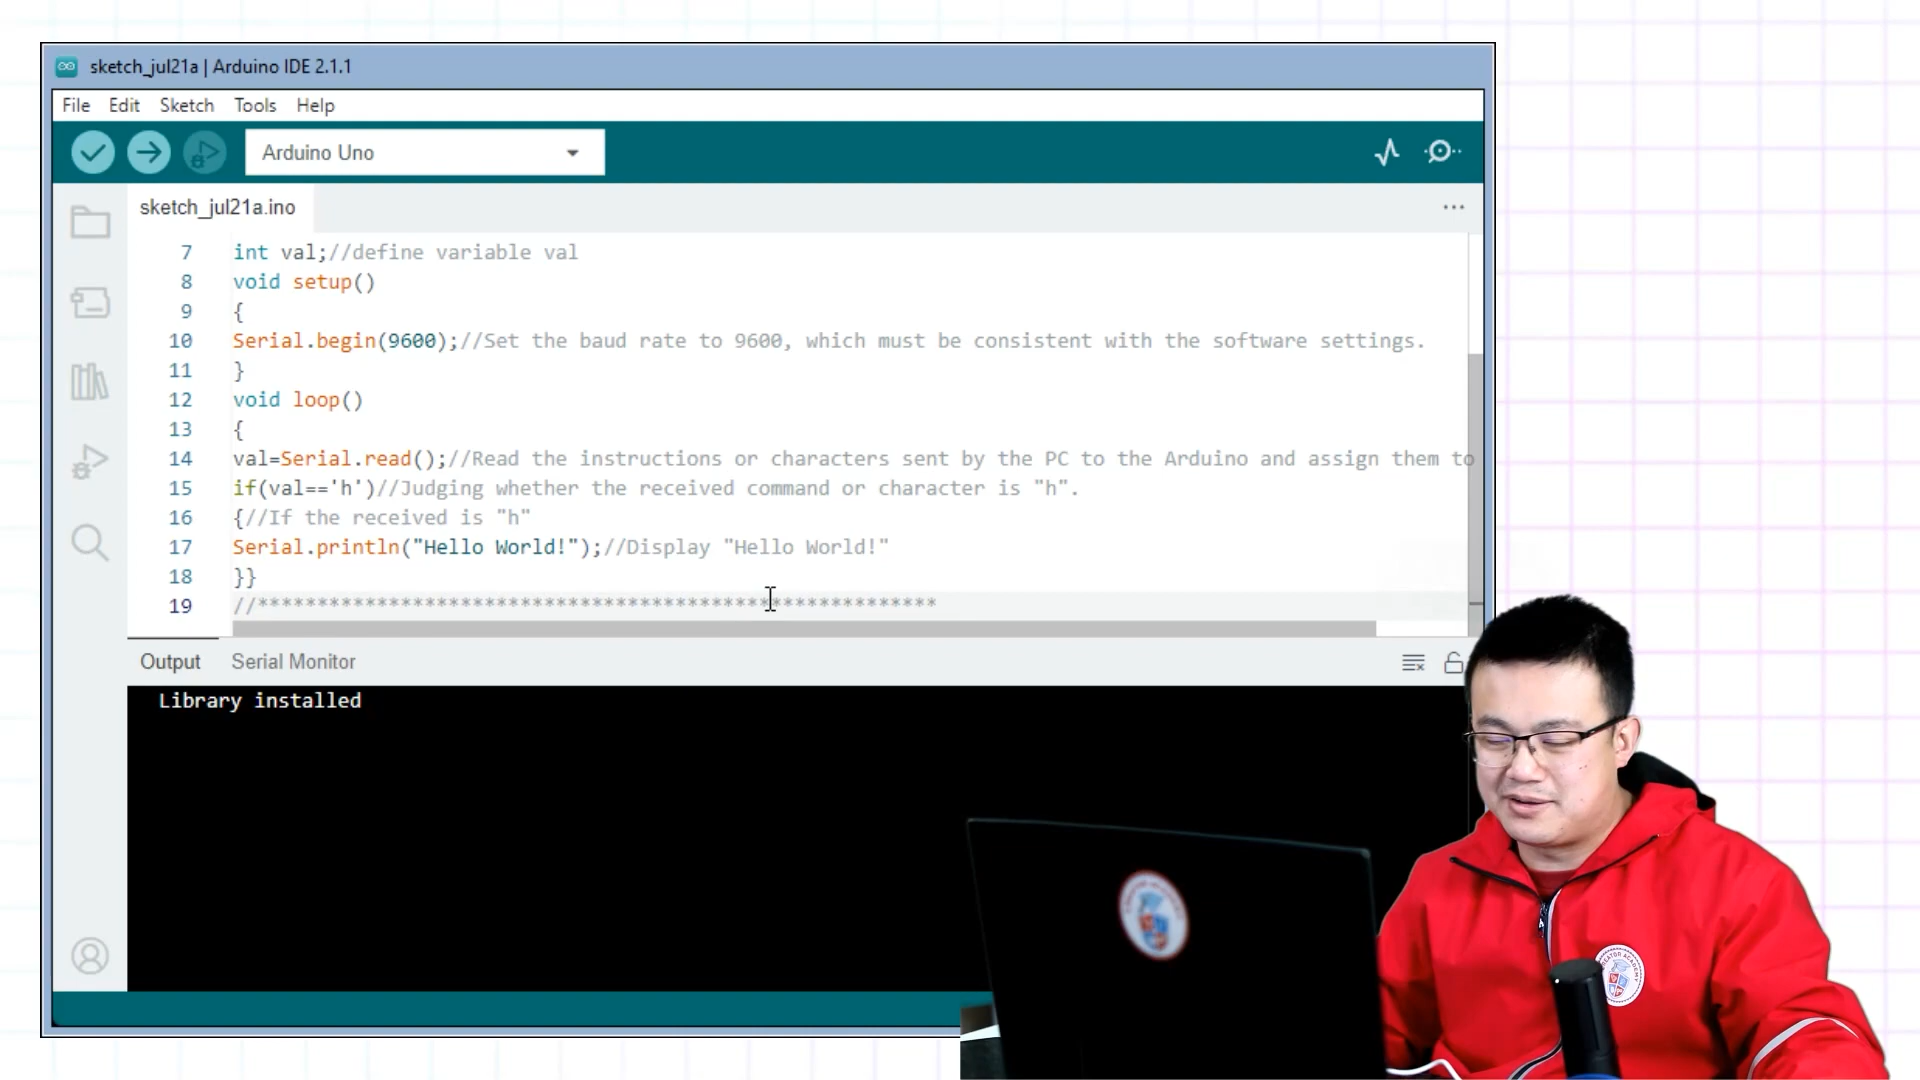 sketch_jul21a | Arduino IDE 2.1.1
File Edit Sketch Tools Help
Arduino Uno
sketch_jul21a.ino
7 int val;//define variable val
8 void setup()
9 {
10 Serial.begin(9600);//Set the baud rate to 9600, which must be consistent with the software settings.
11 }
12 void loop()
13 {
14 val=Serial.read();//Read the instructions or characters sent by the PC to the Arduino and assign them to
15 if(val=='h')//Judging whether the received command or character is "h".
16 {//If the received is "h"
17 Serial.println("Hello World!");//Display "Hello World!"
18 }}
19 //*********************************************************
Output Serial Monitor
Library installed